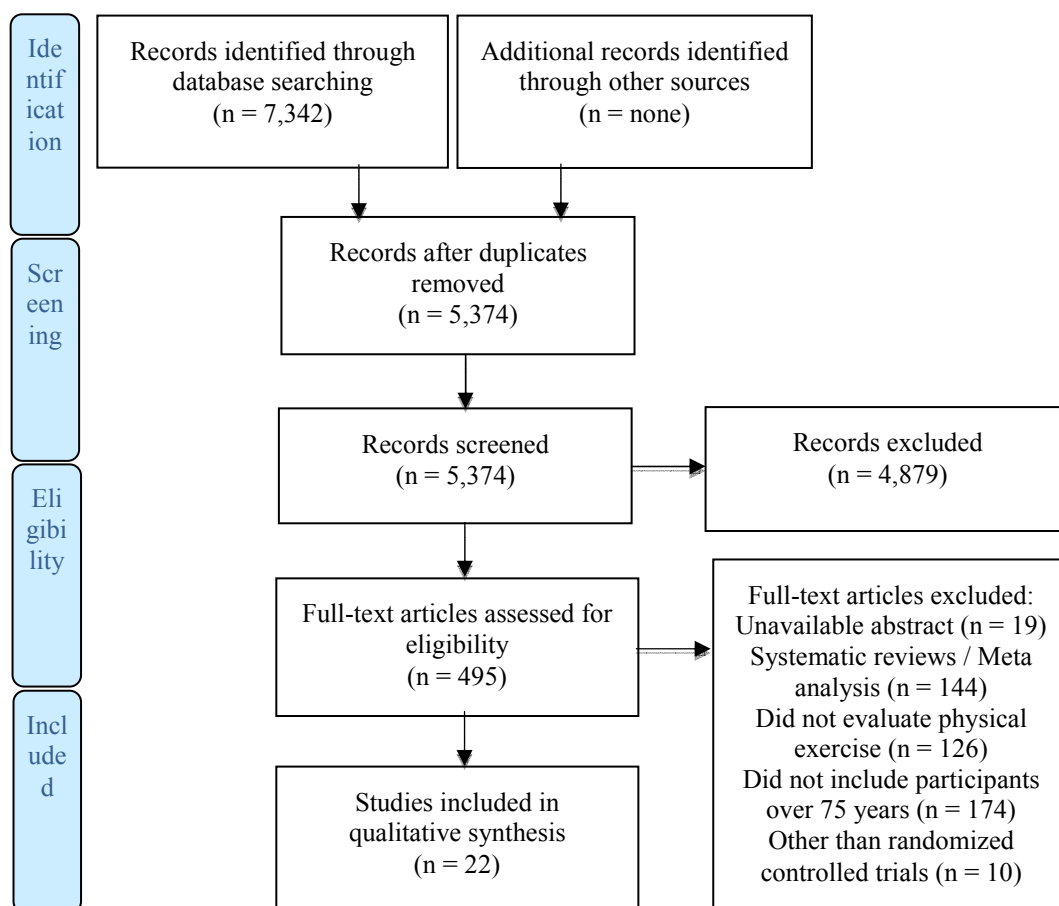 Ide
ntif
icat
ion
Records identified through
database searching
(n = 7,342)
Additional records identified
through other sources
(n = none)
Scr
een
ing
Records after duplicates
removed
(n = 5,374)
Records screened
(n = 5,374)
Records excluded
(n = 4,879)
Eli
gibi
lity
Full-text articles assessed for
eligibility
(n = 495)
Full-text articles excluded:
Unavailable abstract (n = 19)
Systematic reviews / Meta
analysis (n = 144)
Did not evaluate physical
exercise (n = 126)
Did not include participants
over 75 years (n = 174)
Other than randomized
controlled trials (n = 10)
Incl
ude
d
Studies included in
qualitative synthesis
(n = 22)